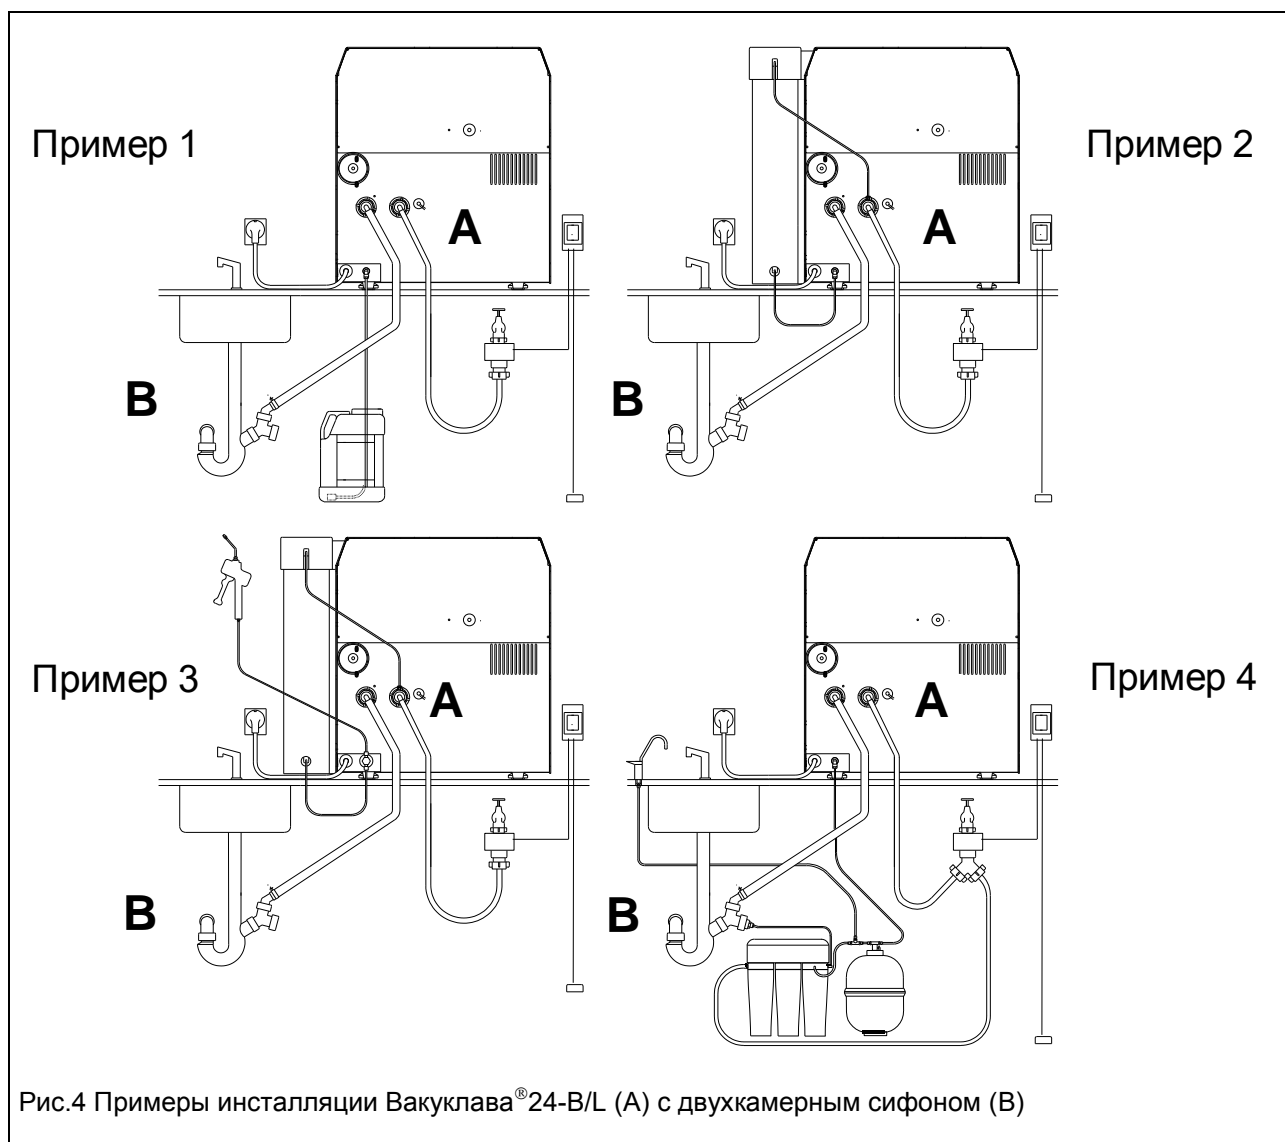 Пример 1
Пример 2
A
A
B
B
Пример 3
Пример 4
A
A
B
B
Рис.4 Примеры инсталляции Вакуклава®24-B/L (A) с двухкамерным сифоном (B)